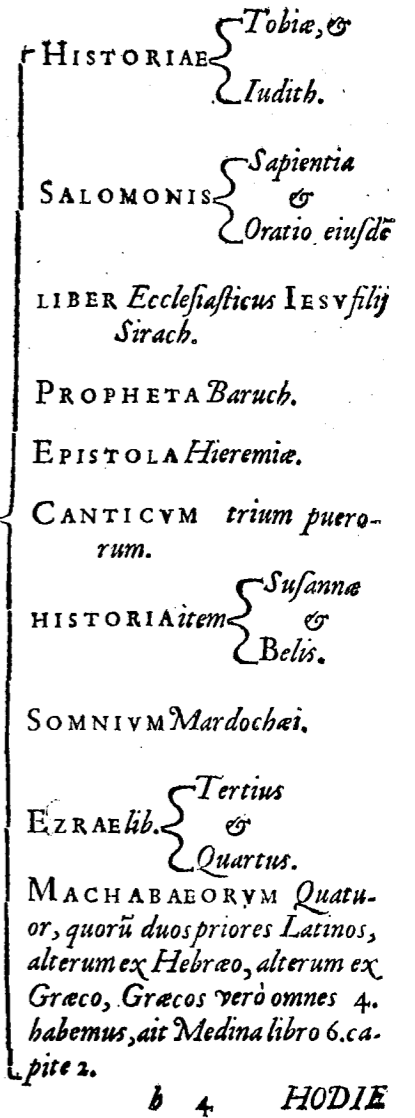 Tobiæ, &
HISTORIAE
Iudith.
Sapientia
SALOMONIS &
Oratio eiusdē
LIBER Ecclesiasticus IESV filij
Sirach.
PROPHETA Baruch.
EPISTOLA Hieremiæ.
CANTICVM trium puero-
rum.
Susannæ
HISTORIA item &
Belis.
SOMNIVM Mardochæi.
Tertius
EZRAE lib. &
Quartus.
MACHABAEORVM Quatu-
or, quorū duos priores Latinos,
alterum ex Hebræo, alterum ex
Græco, Græcos verò omnes 4.
habemus, ait Medina libro 6. ca-
pite 2.
b 4 HODIE